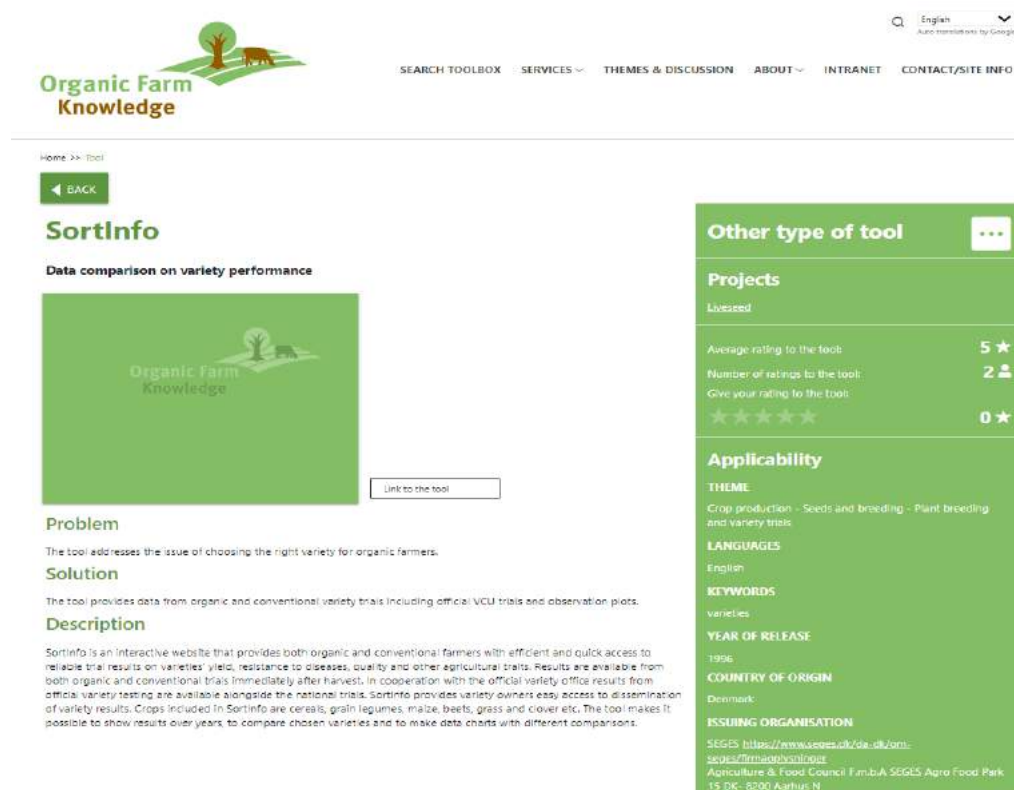 English
Auto translations by Google
Organic Farm
Knowledge
SEARCH TOOLBOX SERVICES THEMES & DISCUSSION ABOUT INTRANET CONTACT/SITE INFO
Home >> Tool
BACK
SortInfo
Data comparison on variety performance
Organic Farm
Knowledge
Link to the tool
Problem
The tool addresses the issue of choosing the right variety for organic farmers.
Solution
The tool provides data from organic and conventional variety trials including official VCU trials and observation plots.
Description
SortInfo is an interactive website that provides both organic and conventional farmers with efficient and quick access to
reliable trial results on varieties' yield, resistance to diseases, quality and other agricultural traits. Results are available from
both organic and conventional trials immediately after harvest. In cooperation with the official variety office results from
official variety testing are available alongside the national trials. SortInfo provides variety owners easy access to dissemination
of variety results. Crops included in SortInfo are cereals, grain legumes, maize, beets, grass and clover etc. The tool makes it
possible to show results over years, to compare chosen varieties and to make data charts with different comparisons.
Other type of tool
...
Projects
Liveseed
Average rating to the tool: 5
Number of ratings to the tool: 2
Give your rating to the tool:
0
Applicability
THEME
Crop production - Seeds and breeding - Plant breeding
and variety trials
LANGUAGES
English
KEYWORDS
varieties
YEAR OF RELEASE
1996
COUNTRY OF ORIGIN
Denmark
ISSUING ORGANISATION
SEGES https://www.seges.dk/da-dk/om-
seges/firmaoplysninger
Agriculture & Food Council F.m.b.A SEGES Agro Food Park
15 DK- 8200 Aarhus N